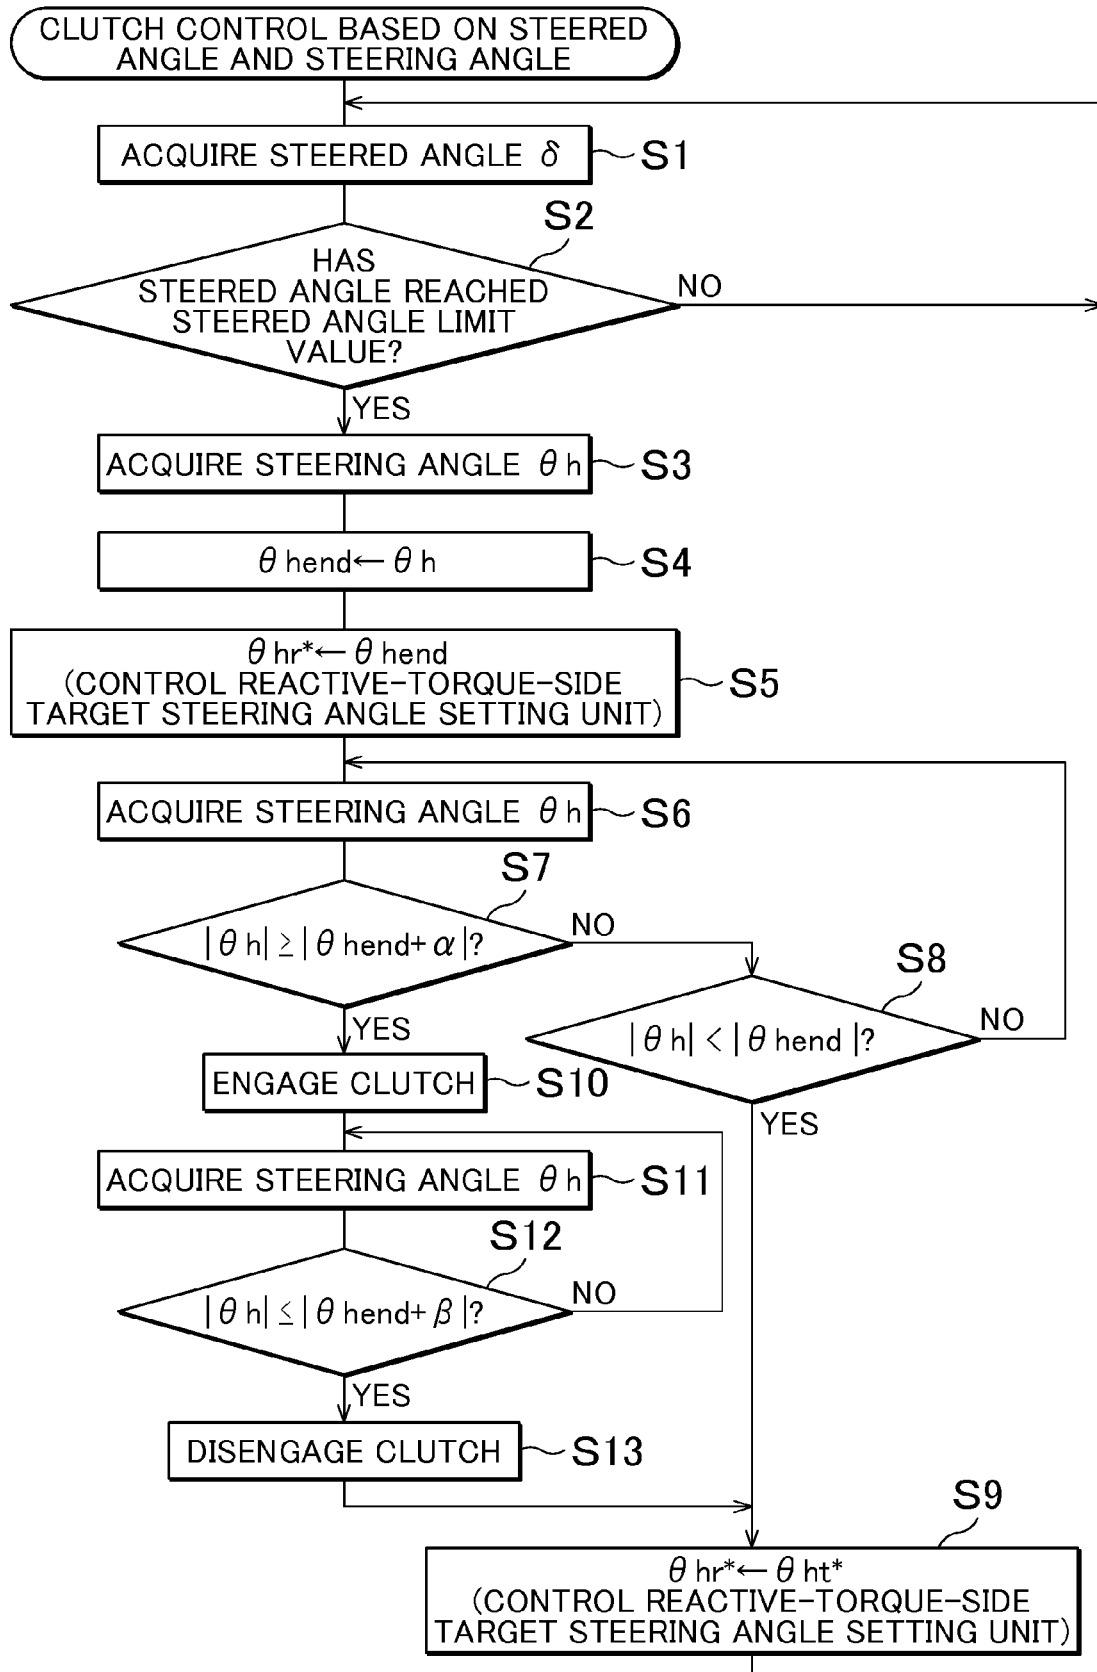 CLUTCH CONTROL BASED ON STEERED
ANGLE AND STEERING ANGLE
ACQUIRE STEERED ANGLE δ
S1
S2
HAS
STEERED ANGLE REACHED
STEERED ANGLE LIMIT
VALUE?
NO
YES
ACQUIRE STEERING ANGLE θh
S3
θhend←θh
S4
θhr*←θhend
(CONTROL REACTIVE-TORQUE-SIDE
TARGET STEERING ANGLE SETTING UNIT)
S5
ACQUIRE STEERING ANGLE θh
S6
S7
|θh|≥|θhend+α|?
NO
YES
S8
|θh|<|θhend|?
NO
YES
ENGAGE CLUTCH
S10
ACQUIRE STEERING ANGLE θh
S11
S12
|θh|≤|θhend+β|?
NO
YES
DISENGAGE CLUTCH
S13
S9
θhr*←θht*
(CONTROL REACTIVE-TORQUE-SIDE
TARGET STEERING ANGLE SETTING UNIT)